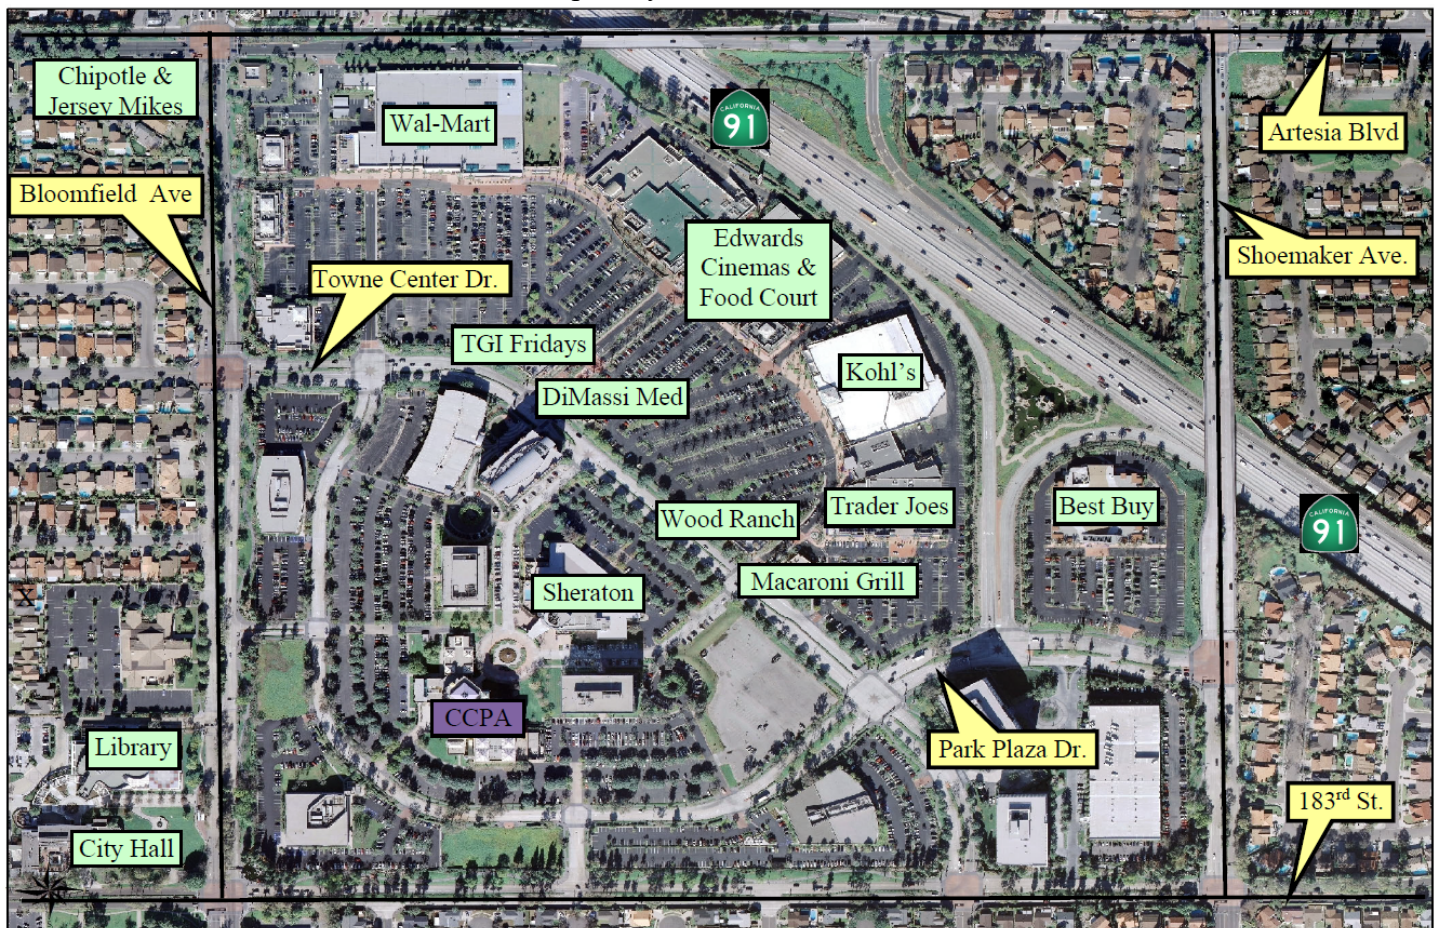 Chipotle &
Jersey Mikes
Wal-Mart
CALIFORNIA
91
Artesia Blvd
Bloomfield Ave
Edwards
Cinemas &
Food Court
Shoemaker Ave.
Towne Center Dr.
TGI Fridays
Kohl's
DiMassi Med
Wood Ranch
Trader Joes
Best Buy
CALIFORNIA
91
Macaroni Grill
Sheraton
X
CCPA
Library
Park Plaza Dr.
183rd St.
City Hall